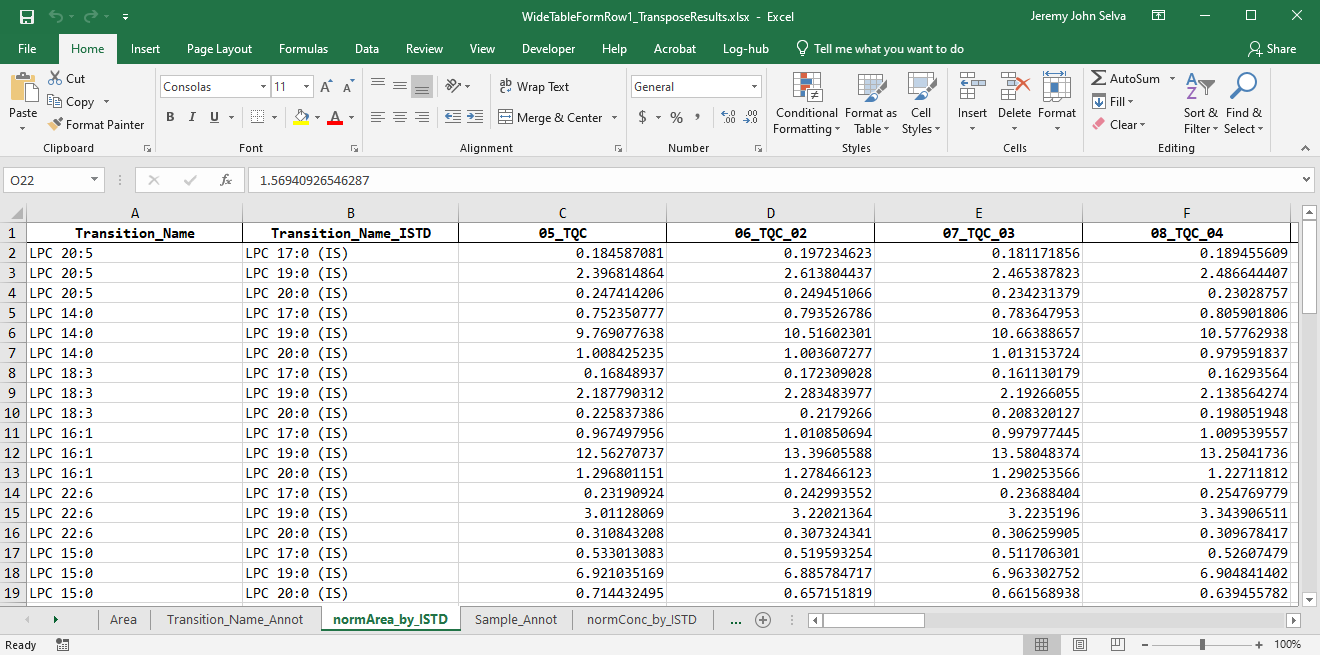 WideTableFormRow1_TransposeResults.xlsx - Excel
Jeremy John Selva
File Home Insert Page Layout Formulas Data Review View Developer Help Acrobat Log-hub Tell me what you want to do Share
Paste
Cut
Copy
Format Painter
Clipboard
Consolas 11
B I U
Font
Wrap Text
Merge & Center
Alignment
General
$ % ,
Number
Conditional Formatting
Format as Table
Cell Styles
Styles
Insert Delete Format
Cells
AutoSum
Fill
Clear
Sort & Filter
Find & Select
Editing
O22 fx 1.56940926546287
A B C D E F
1 Transition_Name Transition_Name_ISTD 05_TQC 06_TQC_02 07_TQC_03 08_TQC_04
2 LPC 20:5 LPC 17:0 (IS) 0.184587081 0.197234623 0.181171856 0.189455609
3 LPC 20:5 LPC 19:0 (IS) 2.396814864 2.613804437 2.465387823 2.486644407
4 LPC 20:5 LPC 20:0 (IS) 0.247414206 0.249451066 0.234231379 0.23028757
5 LPC 14:0 LPC 17:0 (IS) 0.752350777 0.793526786 0.783647953 0.805901806
6 LPC 14:0 LPC 19:0 (IS) 9.769077638 10.51602301 10.66388657 10.57762938
7 LPC 14:0 LPC 20:0 (IS) 1.008425235 1.003607277 1.013153724 0.979591837
8 LPC 18:3 LPC 17:0 (IS) 0.16848937 0.172309028 0.161130179 0.16293564
9 LPC 18:3 LPC 19:0 (IS) 2.187790312 2.283483977 2.19266055 2.138564274
10 LPC 18:3 LPC 20:0 (IS) 0.225837386 0.2179266 0.208320127 0.198051948
11 LPC 16:1 LPC 17:0 (IS) 0.967497956 1.010850694 0.997977445 1.009539557
12 LPC 16:1 LPC 19:0 (IS) 12.56270737 13.39605588 13.58048374 13.25041736
13 LPC 16:1 LPC 20:0 (IS) 1.296801151 1.278466123 1.290253566 1.22711812
14 LPC 22:6 LPC 17:0 (IS) 0.23190924 0.242993552 0.23688404 0.254769779
15 LPC 22:6 LPC 19:0 (IS) 3.01128069 3.22021364 3.2235196 3.343906511
16 LPC 22:6 LPC 20:0 (IS) 0.310843208 0.307324341 0.306259905 0.309678417
17 LPC 15:0 LPC 17:0 (IS) 0.533013083 0.519593254 0.511706301 0.52607479
18 LPC 15:0 LPC 19:0 (IS) 6.921035169 6.885784717 6.963302752 6.904841402
19 LPC 15:0 LPC 20:0 (IS) 0.714432495 0.657151819 0.661568938 0.639455782
Area Transition_Name_Annot normArea_by_ISTD Sample_Annot normConc_by_ISTD ...
Ready 100%